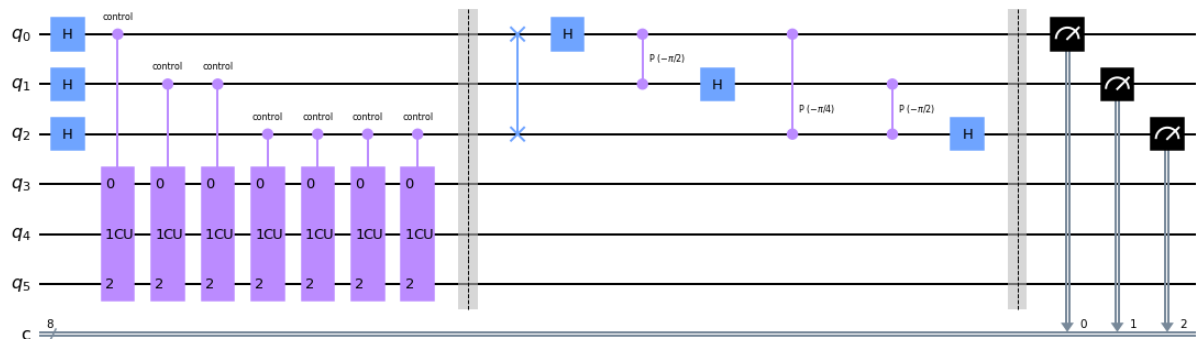 control
q0 H H
control control
q1 H P (−π/2) H
control control control control
q2 H P (−π/4) P (−π/2) H
q3 0 0 0 0 0 0 0
q4 1CU 1CU 1CU 1CU 1CU 1CU 1CU
q5 2 2 2 2 2 2 2
c 8 0 1 2